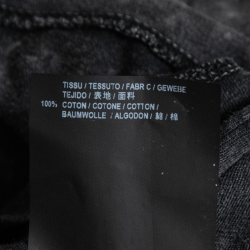 TISSU / TESSUTO / FABRIC / GEWEBE
TEJIDO / 表地 / 面料
100% COTON / COTONE / COTTON /
BAUMWOLLE / ALGODON / 綿 / 棉